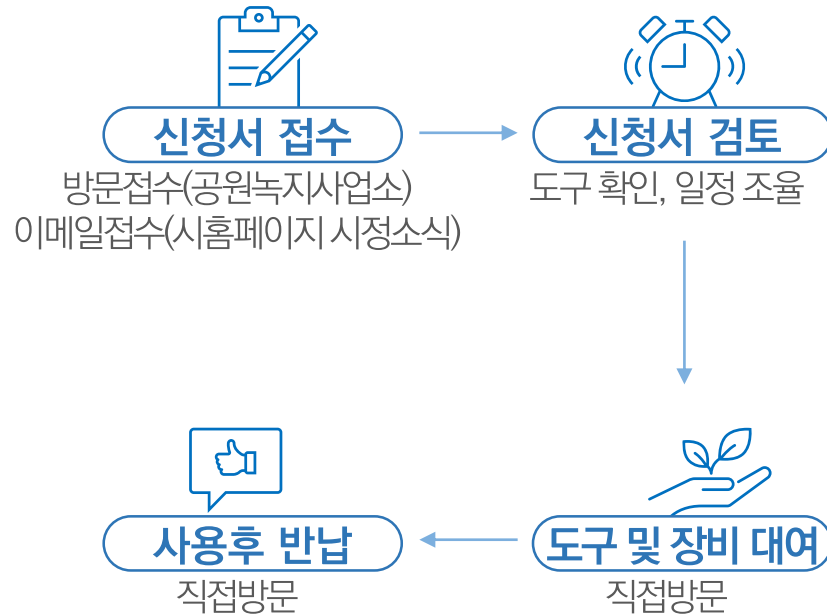 신청서 접수
방문접수(공원녹지사업소)
이메일접수(시홈페이지 시정소식)
신청서 검토
도구 확인, 일정 조율
도구 및 장비 대여
직접방문
사용후 반납
직접방문